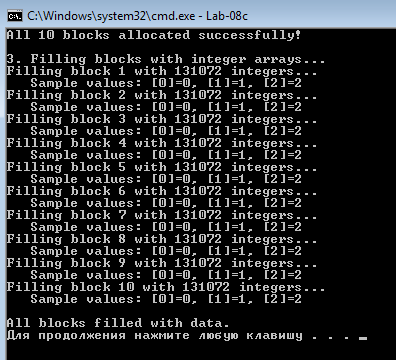 C:\Windows\system32\cmd.exe - Lab-08c
All 10 blocks allocated successfully!
3. Filling blocks with integer arrays...
Filling block 1 with 131072 integers...
Sample values: [0]=0, [1]=1, [2]=2
Filling block 2 with 131072 integers...
Sample values: [0]=0, [1]=1, [2]=2
Filling block 3 with 131072 integers...
Sample values: [0]=0, [1]=1, [2]=2
Filling block 4 with 131072 integers...
Sample values: [0]=0, [1]=1, [2]=2
Filling block 5 with 131072 integers...
Sample values: [0]=0, [1]=1, [2]=2
Filling block 6 with 131072 integers...
Sample values: [0]=0, [1]=1, [2]=2
Filling block 7 with 131072 integers...
Sample values: [0]=0, [1]=1, [2]=2
Filling block 8 with 131072 integers...
Sample values: [0]=0, [1]=1, [2]=2
Filling block 9 with 131072 integers...
Sample values: [0]=0, [1]=1, [2]=2
Filling block 10 with 131072 integers...
Sample values: [0]=0, [1]=1, [2]=2
All blocks filled with data.
Для продолжения нажмите любую клавишу . . . _